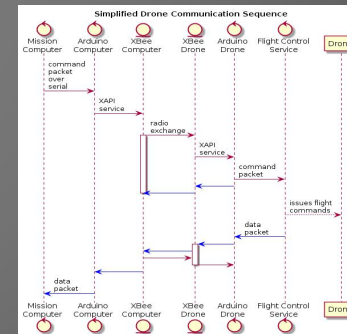 Simplified Drone Communication Sequence
Mission Computer
Arduino Computer
XBee Computer
XBee Drone
Arduino Drone
Flight Control Service
Dron
command
packet
over
serial
XAPI
service
radio
exchange
XAPI
service
command
packet
issues flight
commands
data
packet
data
packet
Mission Computer
Arduino Computer
XBee Computer
XBee Drone
Arduino Drone
Flight Control Service
Dron